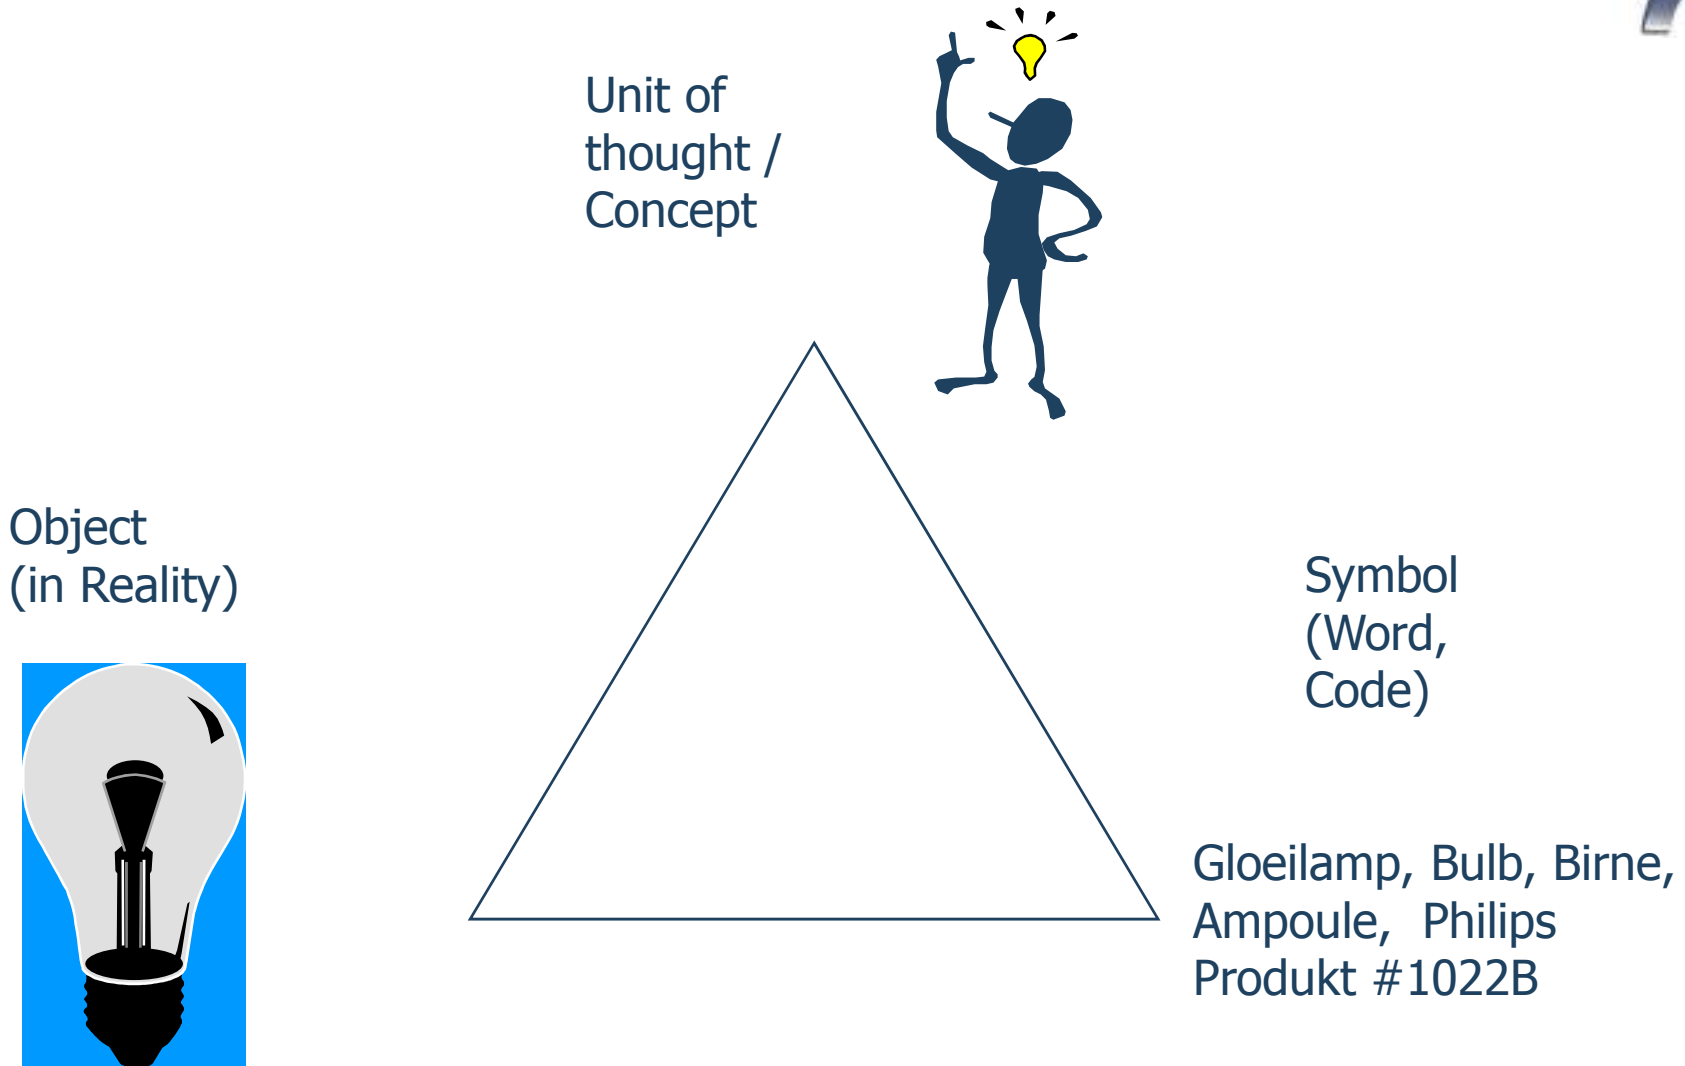 Unit of
thought /
Concept
Object
(in Reality)
Symbol
(Word,
Code)
Gloeilamp, Bulb, Birne,
Ampoule, Philips
Produkt #1022B